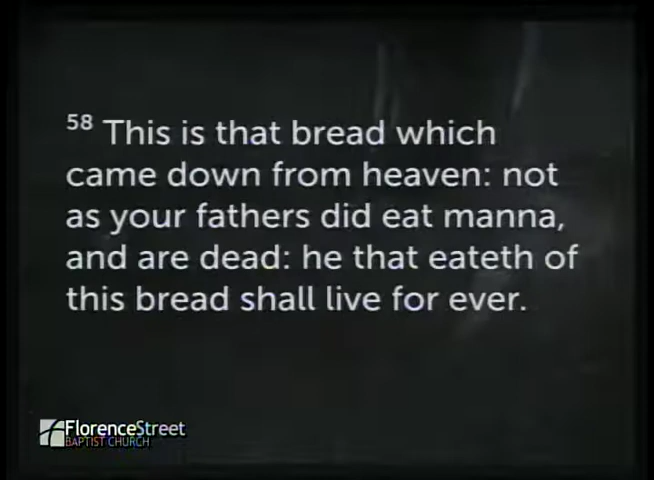 58 This is that bread which
came down from heaven: not
as your fathers did eat manna,
and are dead: he that eateth of
this bread shall live for ever.
FlorenceStreet
BAPTIST CHURCH